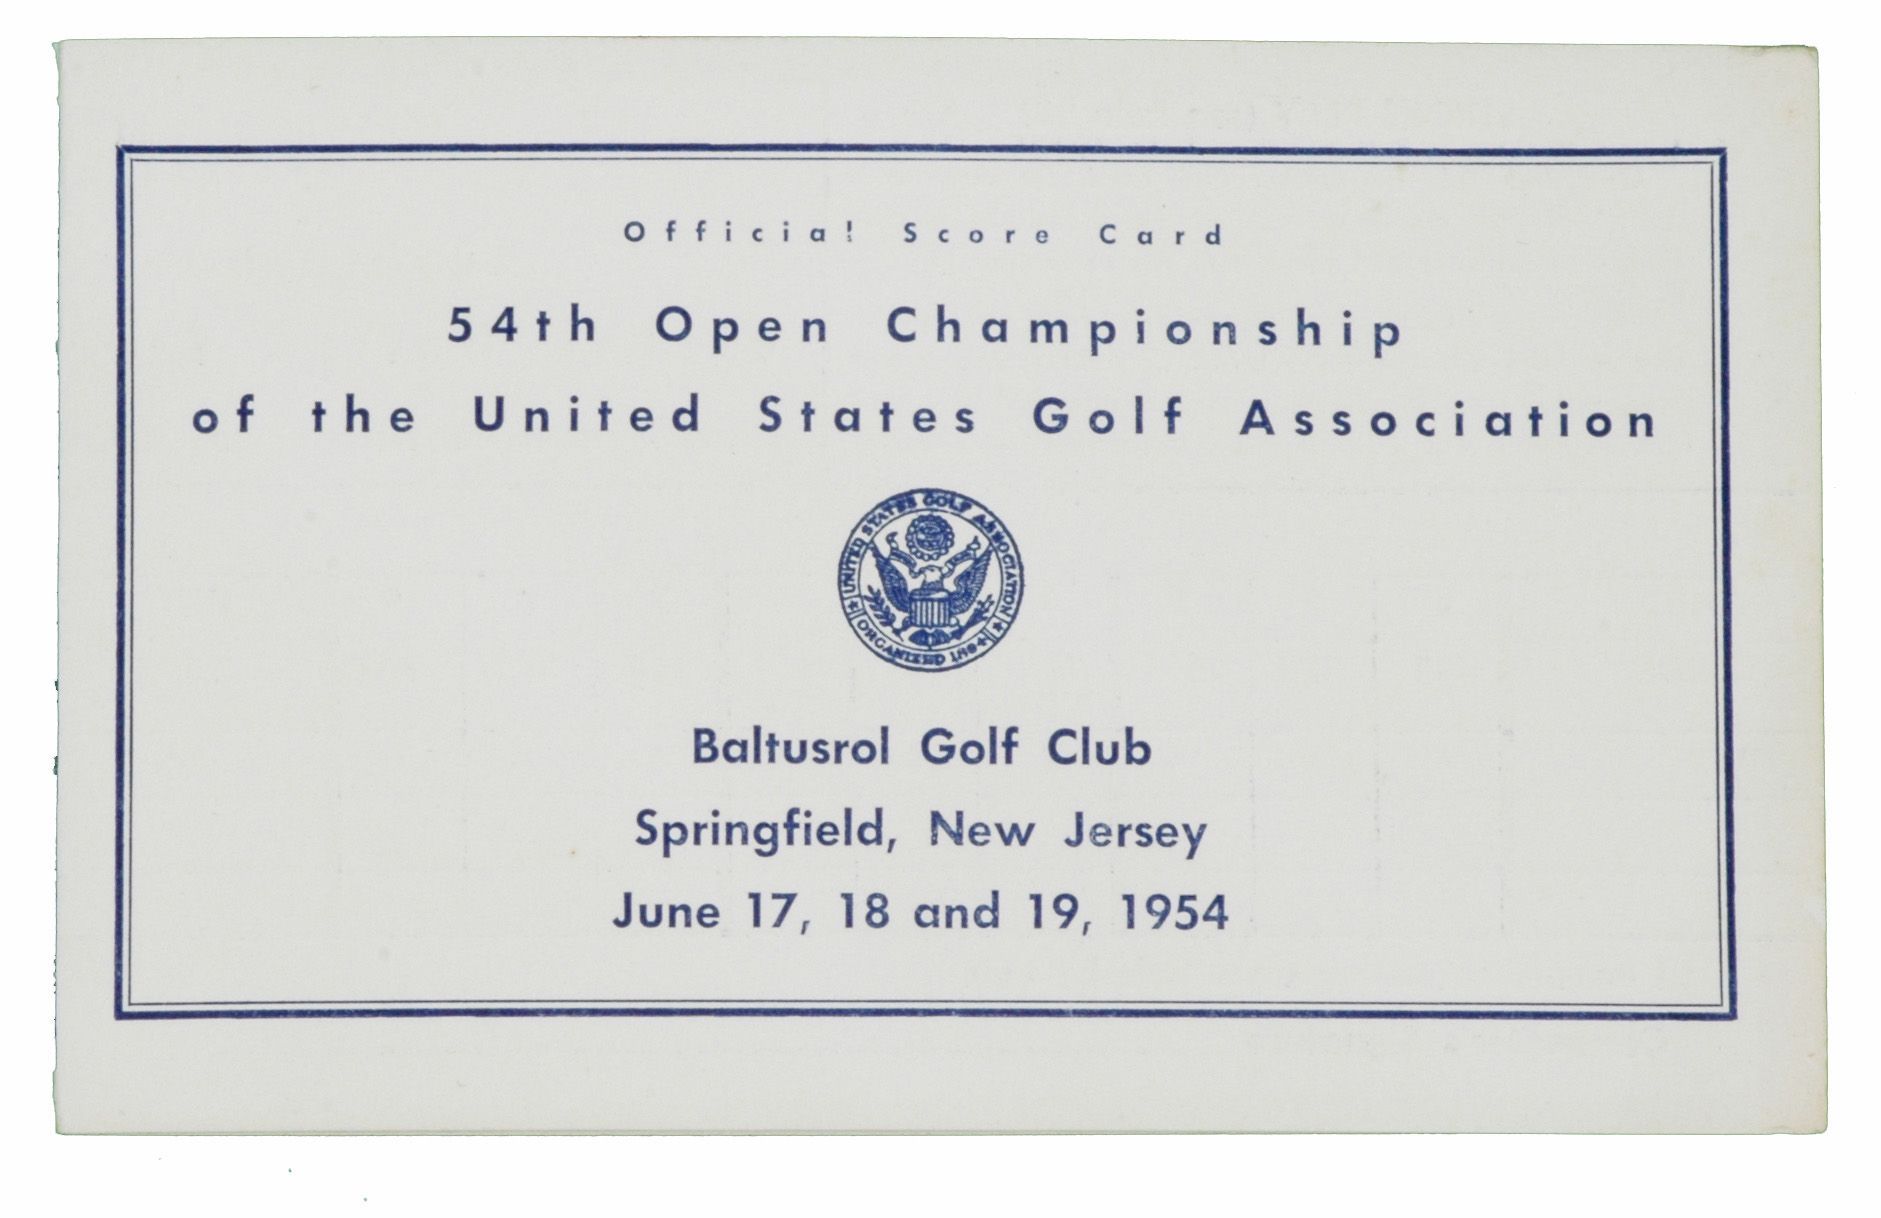 Official Score Card
54th Open Championship
of the United States Golf Association
UNITED STATES GOLF ASSOCIATION
ORGANIZED 1894
Baltusrol Golf Club
Springfield, New Jersey
June 17, 18 and 19, 1954